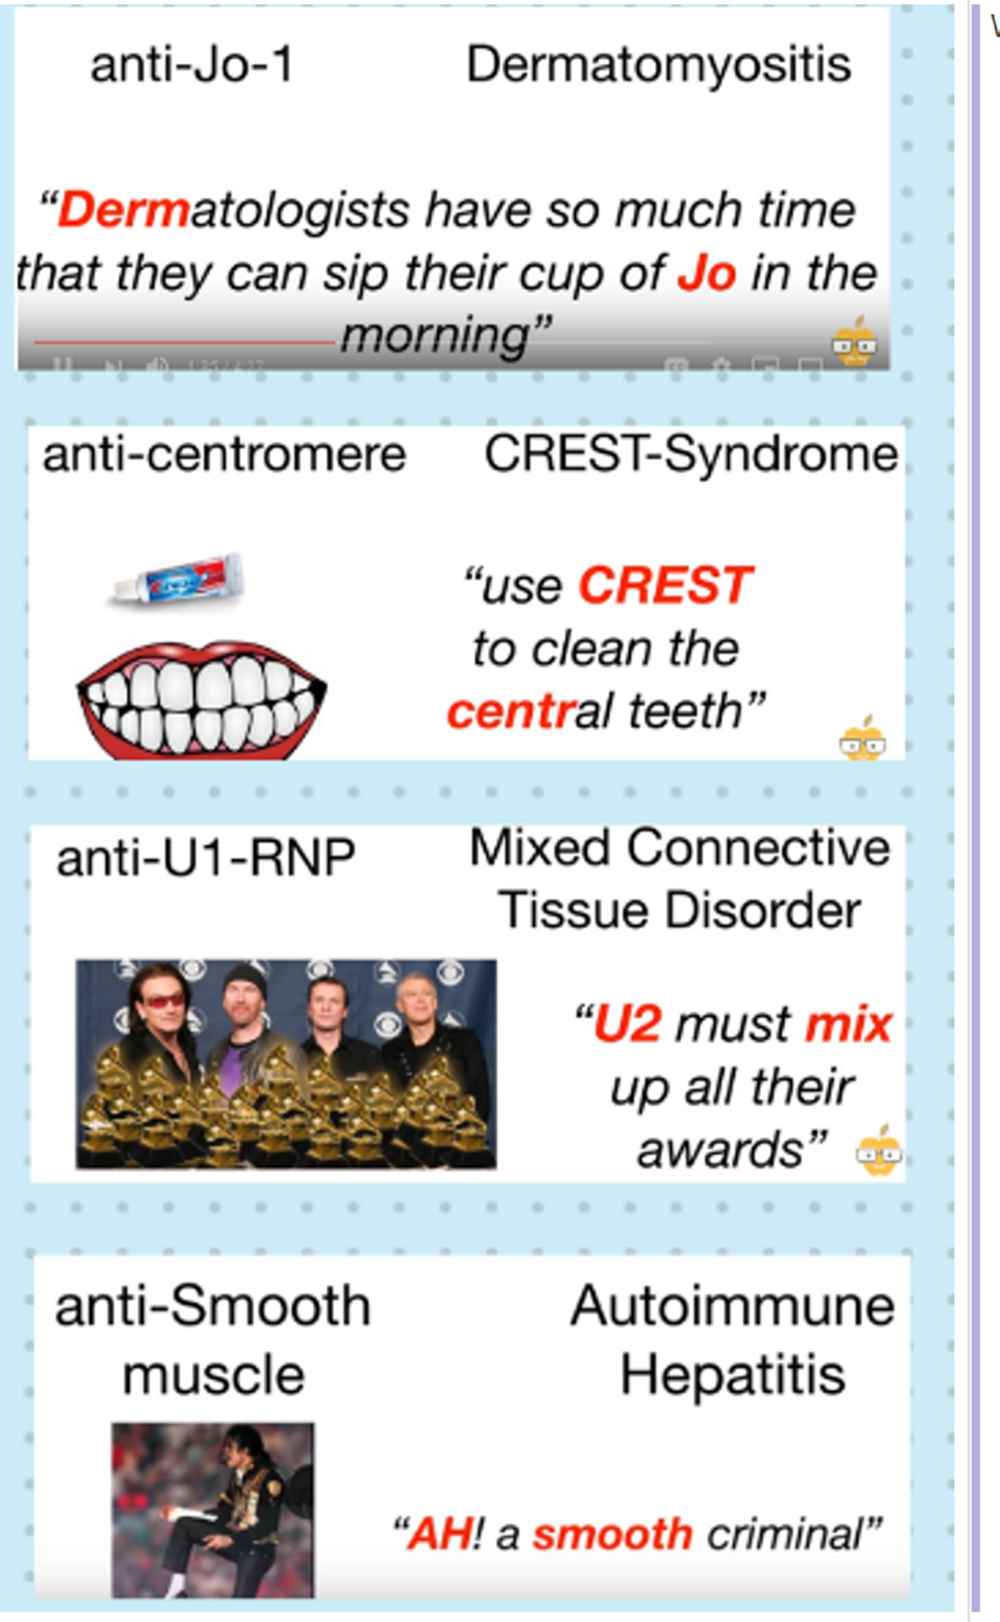 anti-Jo-1 Dermatomyositis
“Dermatologists have so much time
that they can sip their cup of Jo in the
morning”
anti-centromere CREST-Syndrome
“use CREST
to clean the
central teeth”
anti-U1-RNP Mixed Connective
Tissue Disorder
“U2 must mix
up all their
awards”
anti-Smooth Autoimmune
muscle Hepatitis
“AH! a smooth criminal”